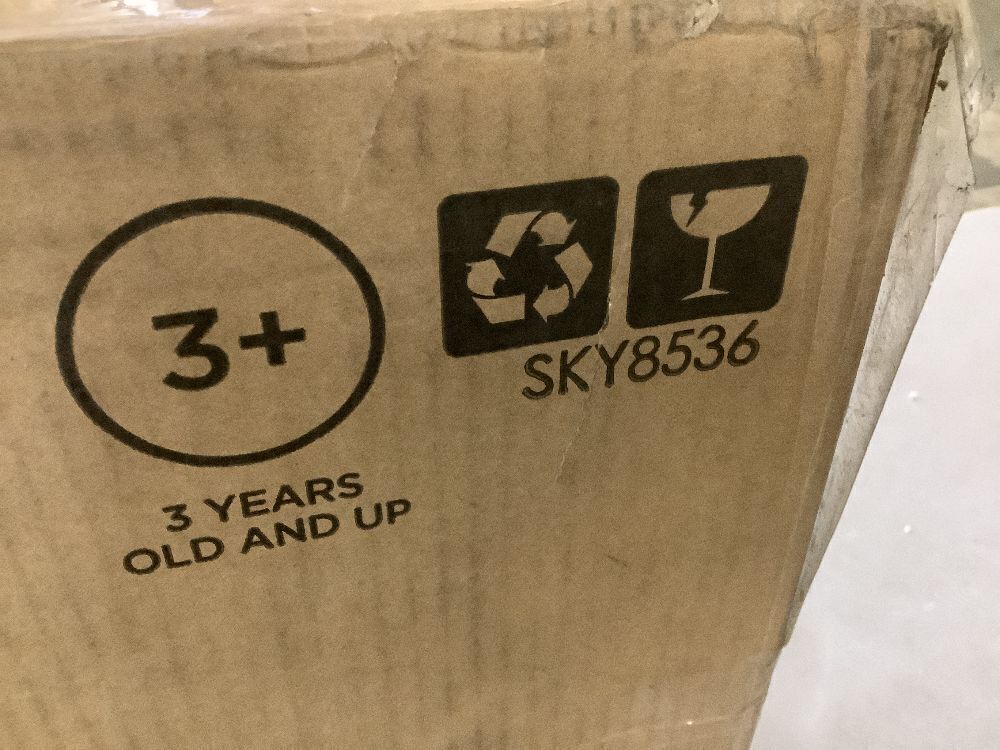 3+
3 YEARS
OLD AND UP
SKY8536